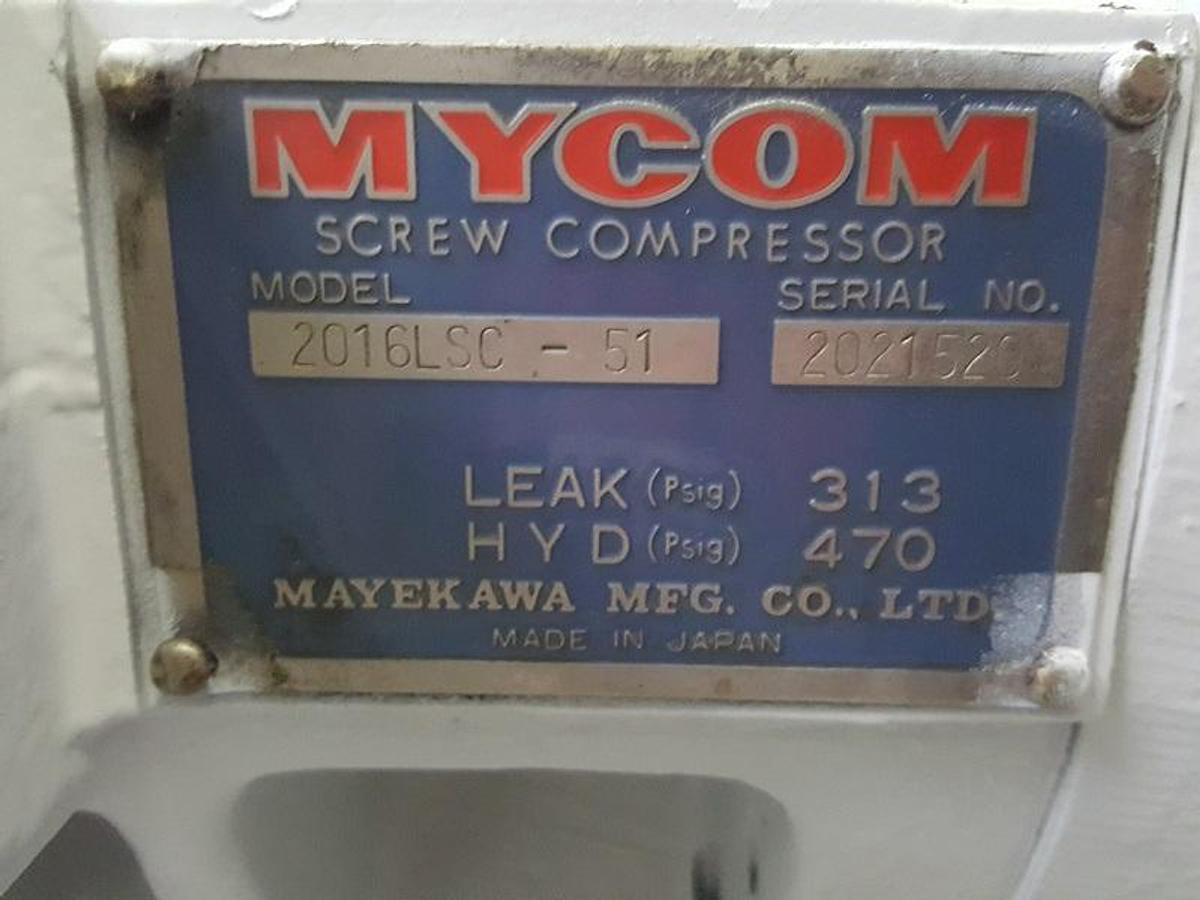 MYCOM
SCREW COMPRESSOR
MODEL SERIAL NO.
2016LSC - 51
LEAK (Psig) 313
HYD (Psig) 470
MAYEKAWA MFG. CO., LTD.
MADE IN JAPAN